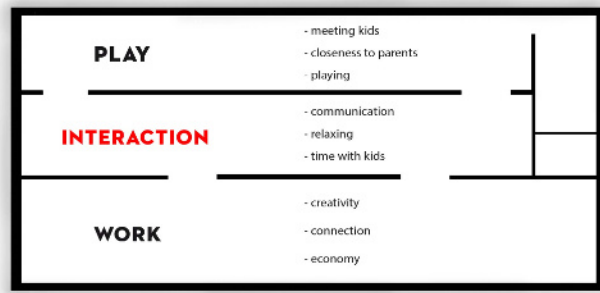 PLAY
- meeting kids
- closeness to parents
- playing
INTERACTION
- communication
- relaxing
- time with kids
WORK
- creativity
- connection
- economy